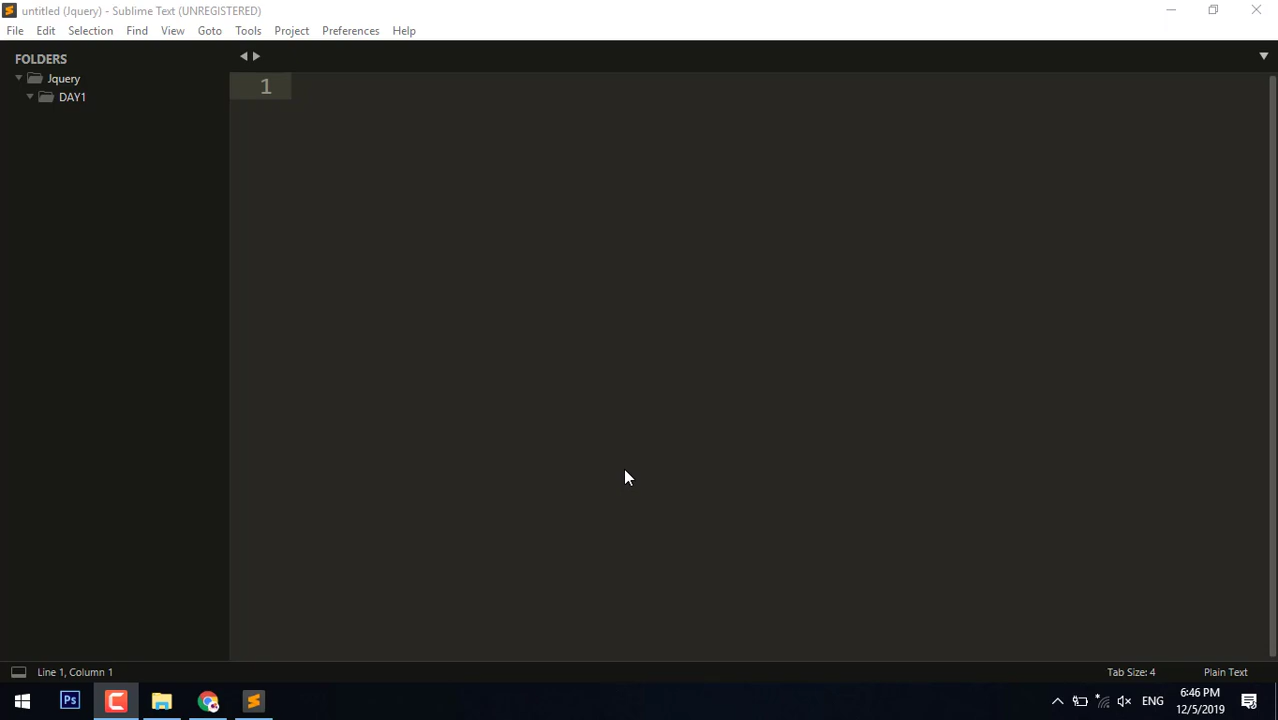 untitled (Jquery) - Sublime Text (UNREGISTERED)
File Edit Selection Find View Goto Tools Project Preferences Help
FOLDERS
Jquery
DAY1
1
Line 1, Column 1
Tab Size: 4
Plain Text
Ps
ENG
6:46 PM
12/5/2019